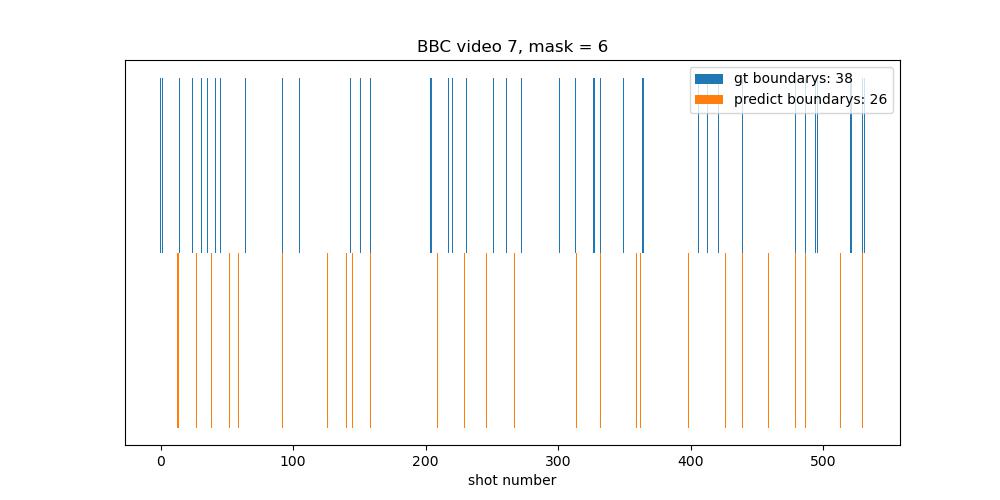 BBC video 7, mask = 6
gt boundarys: 38
predict boundarys: 26
0 100 200 300 400 500
shot number